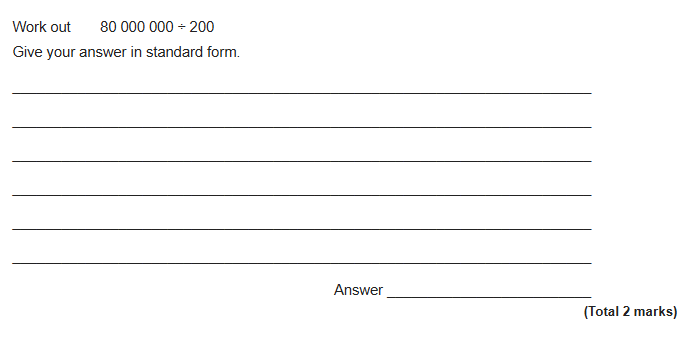 Work out 80 000 000 ÷ 200
Give your answer in standard form.
Answer
(Total 2 marks)